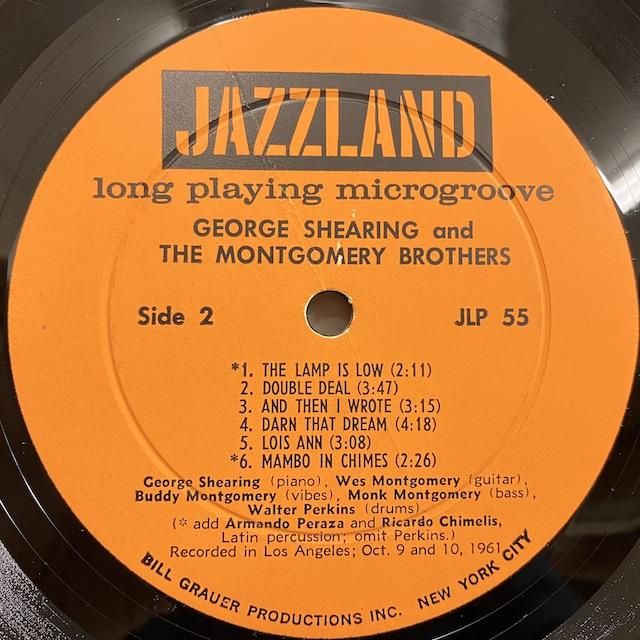 JAZZLAND
long playing microgroove
GEORGE SHEARING and
THE MONTGOMERY BROTHERS
Side 2
JLP 55
*1. THE LAMP IS LOW (2:11)
2. DOUBLE DEAL (3:47)
3. AND THEN I WROTE (3:15)
4. DARN THAT DREAM (4:18)
5. LOIS ANN (3:08)
*6. MAMBO IN CHIMES (2:26)
George Shearing (piano), Wes Montgomery (guitar),
Buddy Montgomery (vibes), Monk Montgomery (bass),
Walter Perkins (drums)
(* add Armando Peraza and Ricardo Chimelis,
Latin percussion; omit Perkins.)
Recorded in Los Angeles; Oct. 9 and 10, 1961
BILL GRAUER PRODUCTIONS INC. NEW YORK CITY